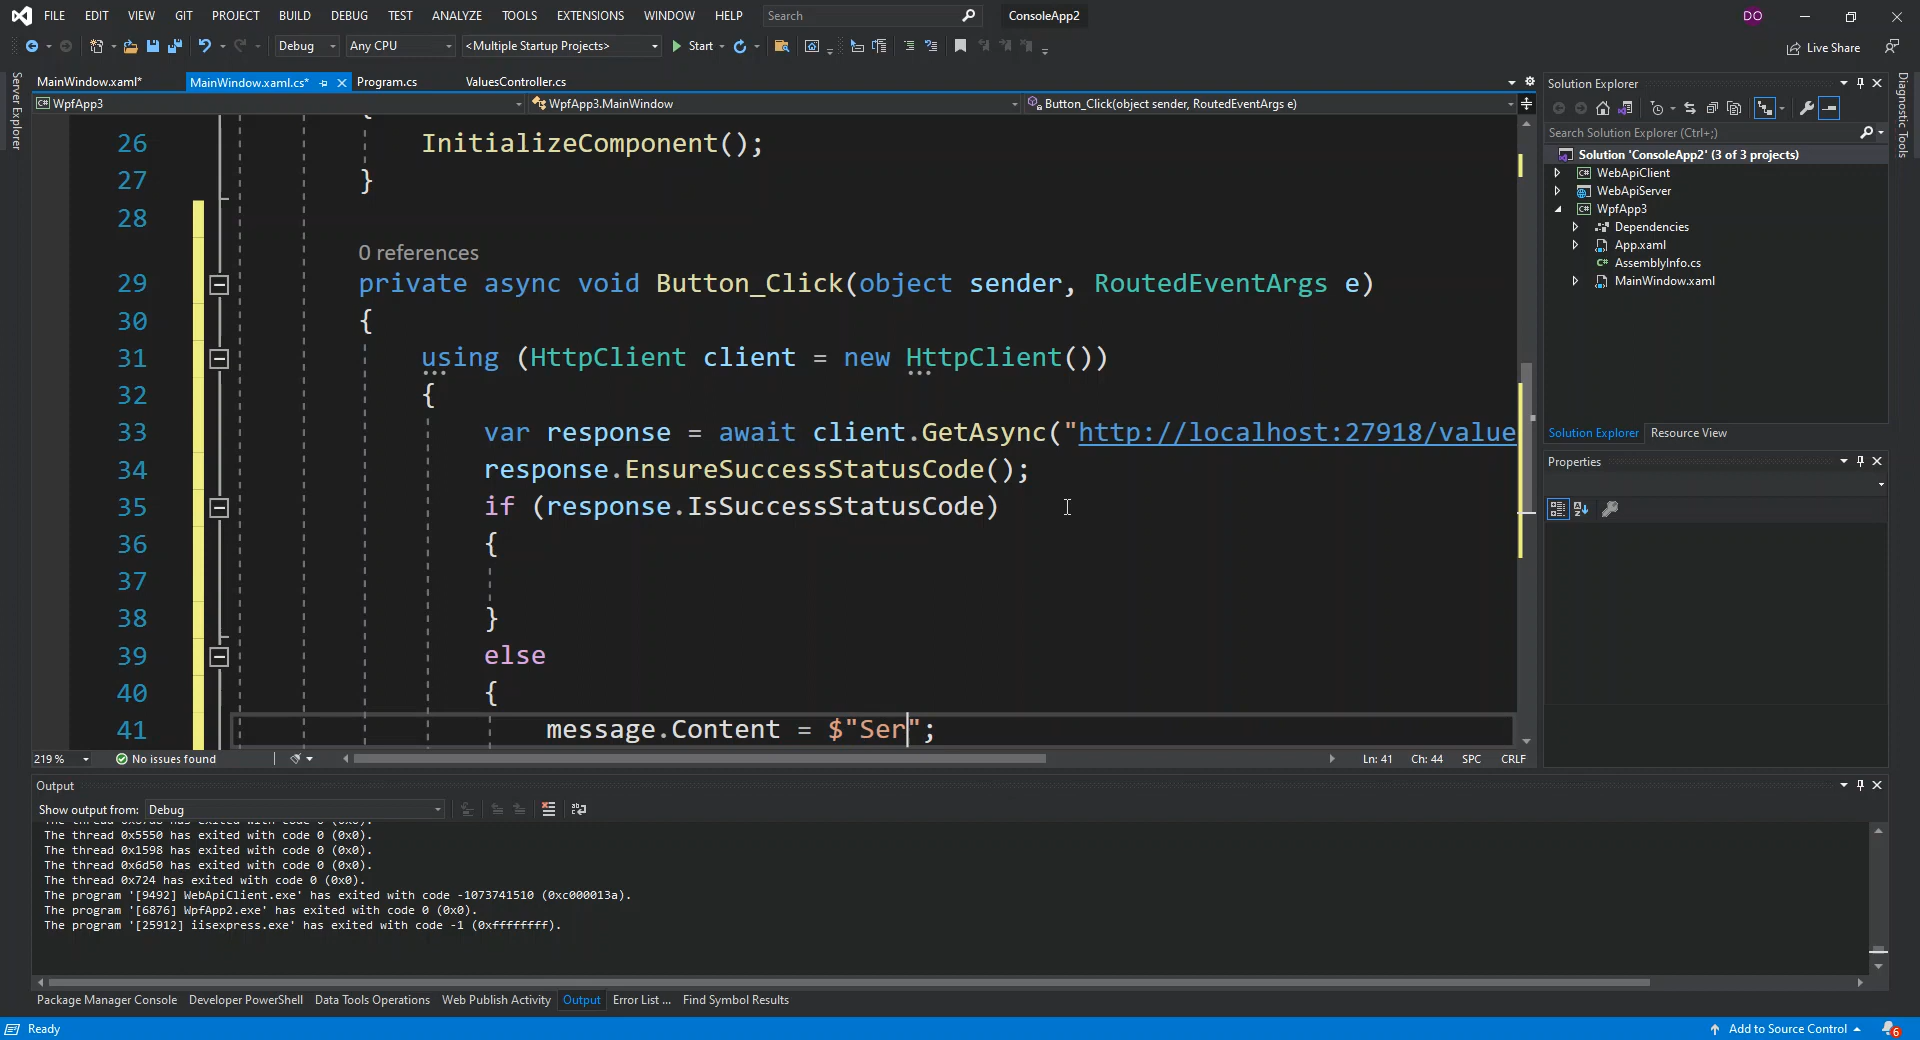 FILE EDIT VIEW GIT PROJECT BUILD DEBUG TEST ANALYZE TOOLS EXTENSIONS WINDOW HELP Search ConsoleApp2 DO
Debug Any CPU <Multiple Startup Projects> Start Live Share
Server Explorer
MainWindow.xaml* MainWindow.xaml.cs* Program.cs ValuesController.cs
WpfApp3 WpfApp3.MainWindow Button_Click(object sender, RoutedEventArgs e)
{
26 InitializeComponent();
27 }
28
0 references
29 private async void Button_Click(object sender, RoutedEventArgs e)
30 {
31 using (HttpClient client = new HttpClient())
32 {
33 var response = await client.GetAsync("http://localhost:27918/value
34 response.EnsureSuccessStatusCode();
35 if (response.IsSuccessStatusCode)
36 {
37
38 }
39 else
40 {
41 message.Content = $"Ser";
219 % No issues found Ln: 41 Ch: 44 SPC CRLF
Solution Explorer
Search Solution Explorer (Ctrl+;)
Solution 'ConsoleApp2' (3 of 3 projects)
WebApiClient
WebApiServer
WpfApp3
Dependencies
App.xaml
AssemblyInfo.cs
MainWindow.xaml
Solution Explorer Resource View
Properties
Diagnostic Tools
Output
Show output from: Debug
The thread 0x5550 has exited with code 0 (0x0).
The thread 0x1598 has exited with code 0 (0x0).
The thread 0x6d50 has exited with code 0 (0x0).
The thread 0x724 has exited with code 0 (0x0).
The program '[9492] WebApiClient.exe' has exited with code -1073741510 (0xc000013a).
The program '[6876] WpfApp2.exe' has exited with code 0 (0x0).
The program '[25912] iisexpress.exe' has exited with code -1 (0xffffffff).
Package Manager Console Developer PowerShell Data Tools Operations Web Publish Activity Output Error List ... Find Symbol Results
Ready Add to Source Control 6